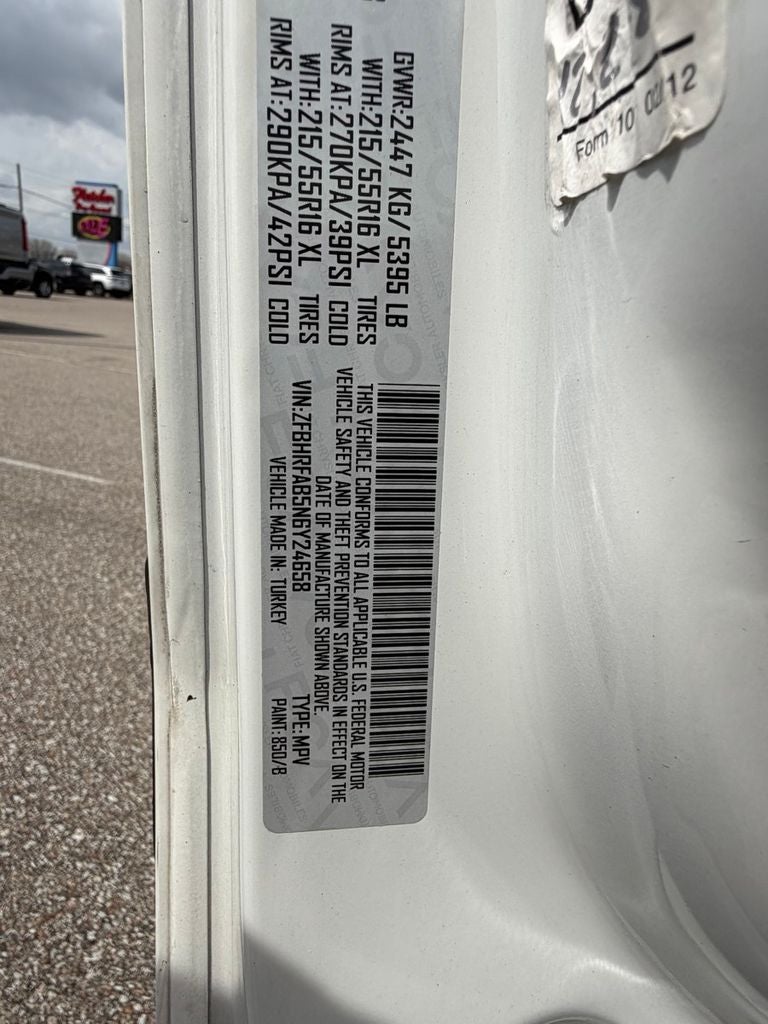 GVWR:2447 KG/ 5395 LB
WITH:215/55R16 XL TIRES
RIMS AT:270KPA/39PSI COLD
WITH:215/55R16 XL TIRES
RIMS AT:290KPA/42PSI COLD
THIS VEHICLE CONFORMS TO ALL APPLICABLE U.S. FEDERAL MOTOR
VEHICLE SAFETY AND THEFT PREVENTION STANDARDS IN EFFECT ON THE
DATE OF MANUFACTURE SHOWN ABOVE.
VIN:ZFBHRFAB5N6Y24658 TYPE: MPV
VEHICLE MADE IN: TURKEY PAINT: 850/B
Form 10
12
Fletcher